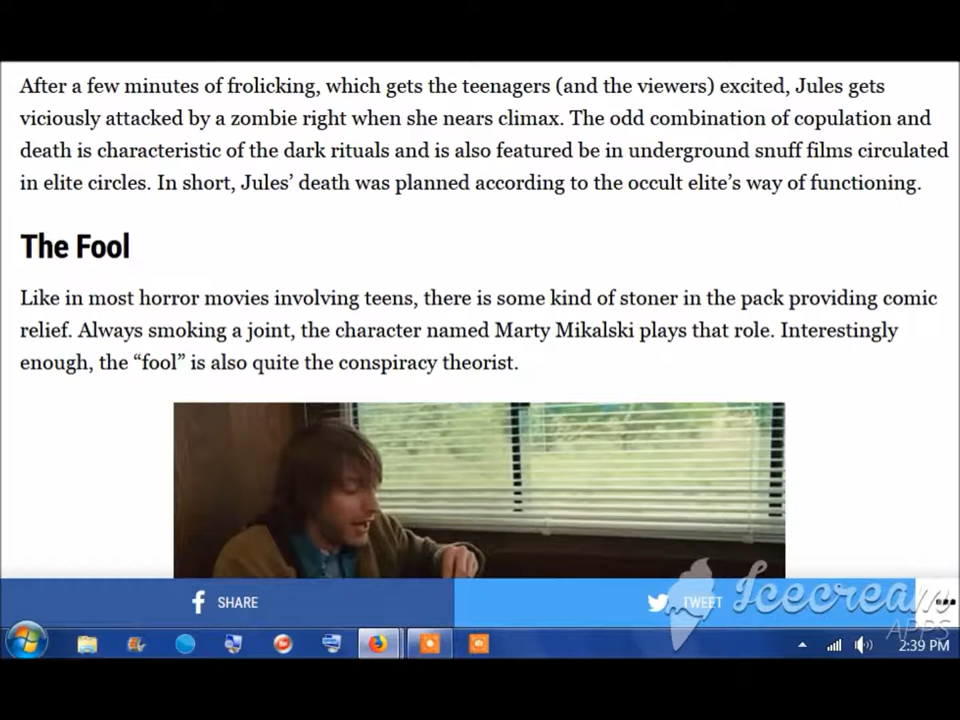 After a few minutes of frolicking, which gets the teenagers (and the viewers) excited, Jules gets
viciously attacked by a zombie right when she nears climax. The odd combination of copulation and
death is characteristic of the dark rituals and is also featured be in underground snuff films circulated
in elite circles. In short, Jules’ death was planned according to the occult elite’s way of functioning.
The Fool
Like in most horror movies involving teens, there is some kind of stoner in the pack providing comic
relief. Always smoking a joint, the character named Marty Mikalski plays that role. Interestingly
enough, the “fool” is also quite the conspiracy theorist.
SHARE
TWEET
Icecream
APPS
2:39 PM